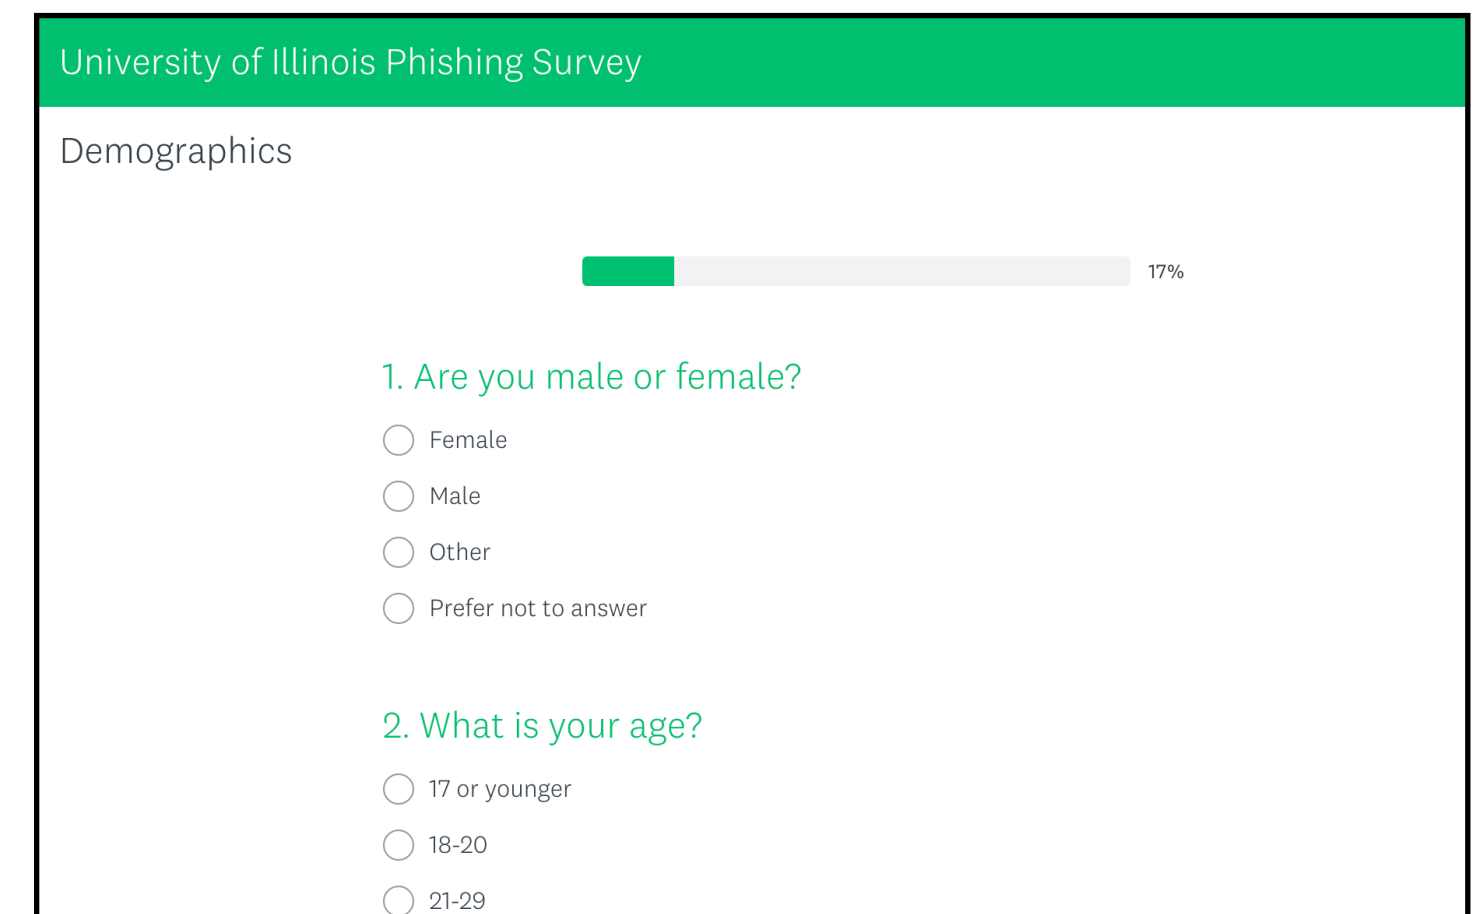 University of Illinois Phishing Survey
Demographics
17%
1. Are you male or female?
Female
Male
Other
Prefer not to answer
2. What is your age?
17 or younger
18-20
21-29